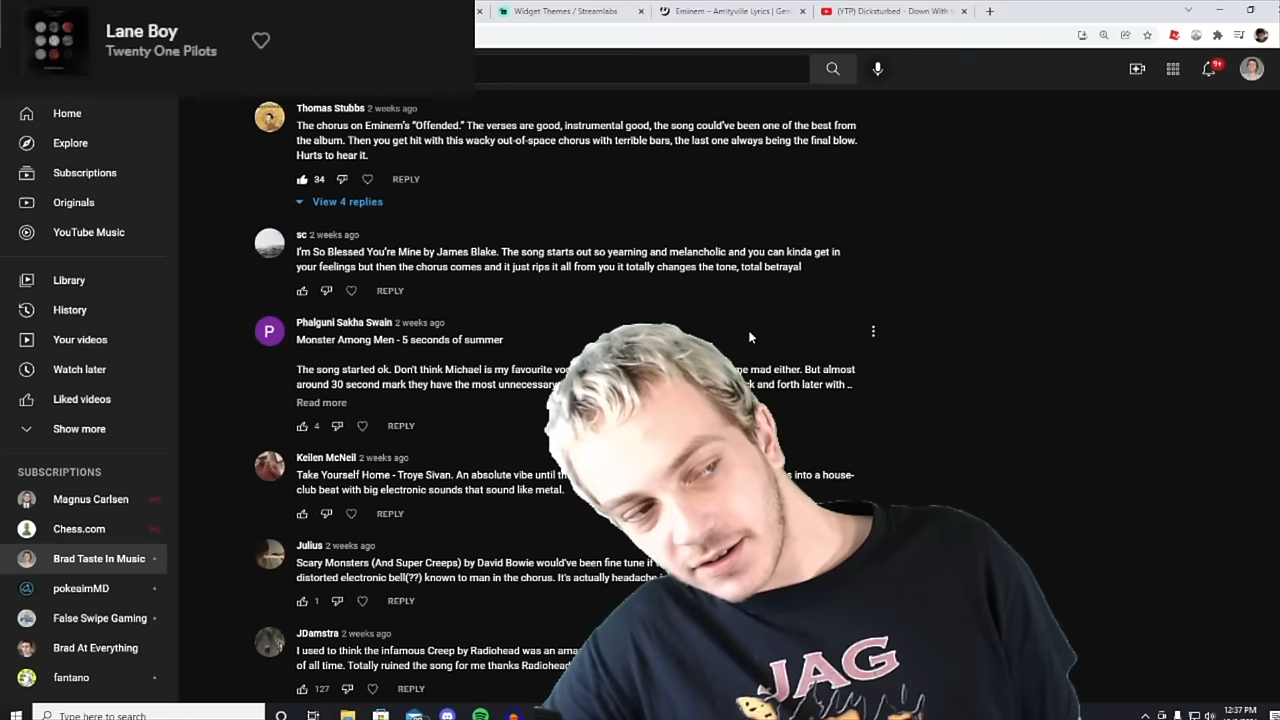 Lane Boy
Twenty One Pilots
Widget Themes / Streamlabs
Eminem – Amityville Lyrics | Gen
(YTP) Dicksturbed - Down With
9+
Home
Explore
Subscriptions
Originals
YouTube Music
Library
History
Your videos
Watch later
Liked videos
Show more
SUBSCRIPTIONS
Magnus Carlsen
Chess.com
Brad Taste In Music
pokeaimMD
False Swipe Gaming
Brad At Everything
fantano
Thomas Stubbs 2 weeks ago
The chorus on Eminem's “Offended.” The verses are good, instrumental good, the song could've been one of the best from
the album. Then you get hit with this wacky out-of-space chorus with terrible bars, the last one always being the final blow.
Hurts to hear it.
34 REPLY
View 4 replies
sc 2 weeks ago
I'm So Blessed You're Mine by James Blake. The song starts out so yearning and melancholic and you can kinda get in
your feelings but then the chorus comes and it just rips it all from you it totally changes the tone, total betrayal
REPLY
P
Phalguni Sakha Swain 2 weeks ago
Monster Among Men - 5 seconds of summer
The song started ok. Don't think Michael is my favourite me mad either. But almost
around 30 second mark they have the most unnecessary and forth later with ..
Read more
4 REPLY
Keilen McNeil 2 weeks ago
Take Yourself Home - Troye Sivan. An absolute vibe until into a house-
club beat with big electronic sounds that sound like metal.
REPLY
Julius 2 weeks ago
Scary Monsters (And Super Creeps) by David Bowie would've been fine tune
distorted electronic bell(??) known to man in the chorus. It's actually headache
1 REPLY
JDamstra 2 weeks ago
I used to think the infamous Creep by Radiohead was an
of all time. Totally ruined the song for me thanks Radiohead
127 REPLY
JAG
Type here to search
12:37 PM